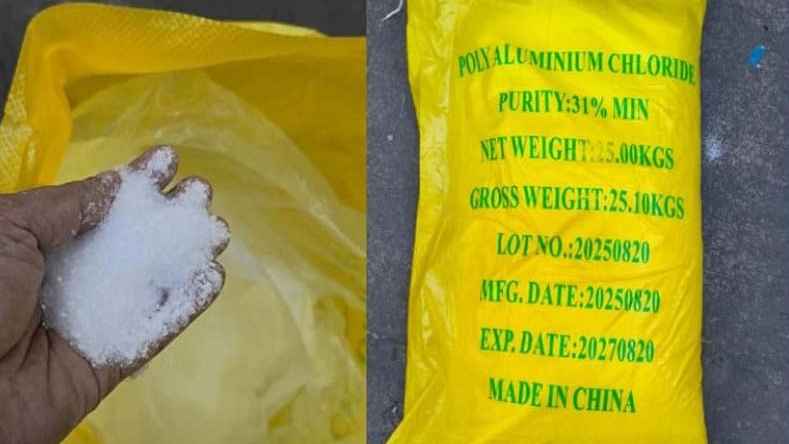 POLYALUMINIUM CHLORIDE
PURITY:31% MIN
NET WEIGHT:25.00KGS
GROSS WEIGHT:25.10KGS
LOT NO.:20250820
MFG. DATE:20250820
EXP. DATE:20270820
MADE IN CHINA